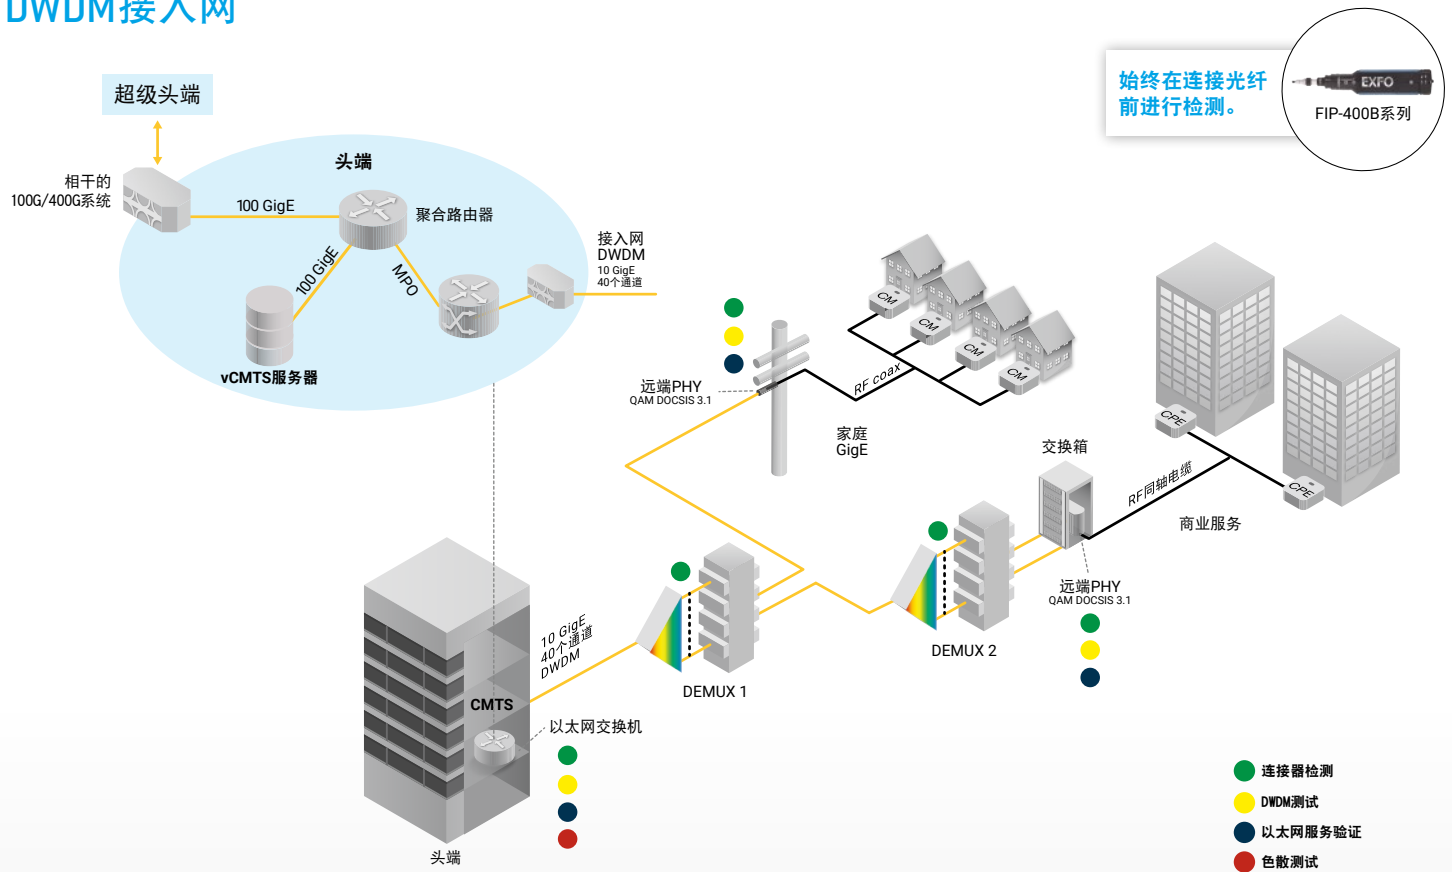 DWDM接入网
始终在连接光纤
前进行检测。
EXFO
FIP-400B系列
超级头端
头端
相干的
100G/400G系统
100 GigE
聚合路由器
100 GigE
MPO
接入网
DWDM
10 GigE
40个通道
vCMTS服务器
远端PHY
QAM DOCSIS 3.1
RF coax
CM
CM
CM
CM
家庭
GigE
交换箱
CPE
CPE
RF同轴电缆
商业服务
远端PHY
QAM DOCSIS 3.1
DEMUX 2
DEMUX 1
10 GigE
40个通道
DWDM
CMTS
以太网交换机
头端
连接器检测
DWDM测试
以太网服务验证
色散测试